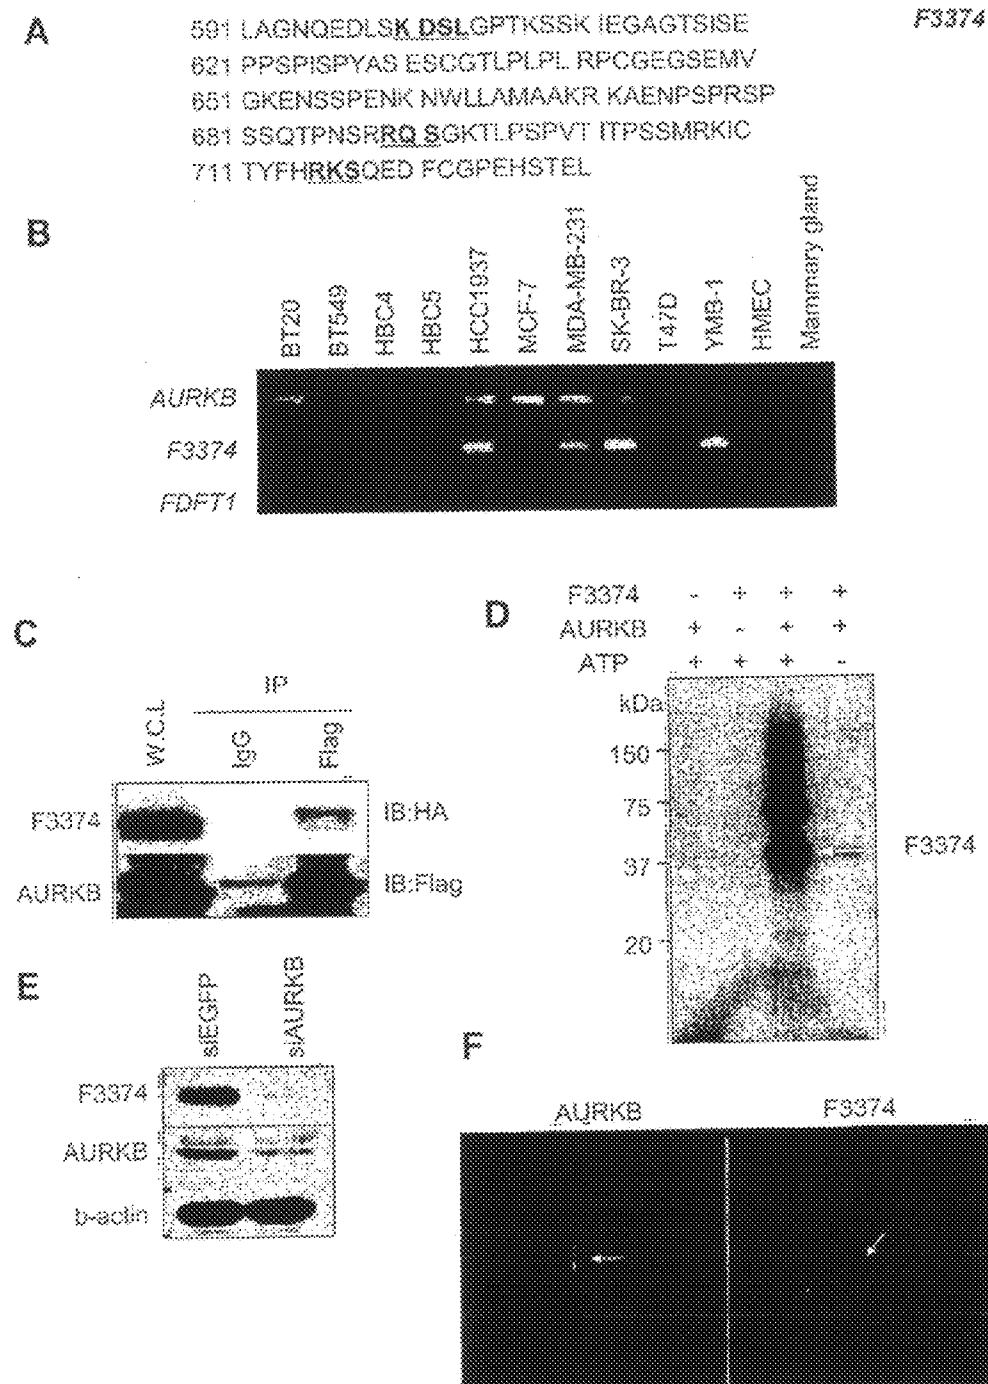 A
F3374
591 LAGNQEDLSK DSLGPTKSSK IEGAGTSISE
621 PPSPISPYAS ESCGTLPLPL RPCGEGSEMV
651 GKENSSPENK NWLLAMAAKR KAENPSPRSP
681 SSQTPNSRRQ SGKTLPSPVT ITPSSMRKIC
711 TYFHRKSQED FCGPEHSTEL
B
BT20
BT549
HBC4
HBC5
HCC1937
MCF-7
MDA-MB-231
SK-BR-3
T47D
YMB-1
HMEC
Mammary gland
AURKB
F3374
FDFT1
C
IP
W.C.L
IgG
Flag
F3374
IB:HA
AURKB
IB:Flag
D
F3374 - + + +
AURKB + - + +
ATP + + + -
kDa
150
75
37
20
F3374
E
siEGFP
siAURKB
F3374
AURKB
b-actin
F
AURKB
F3374